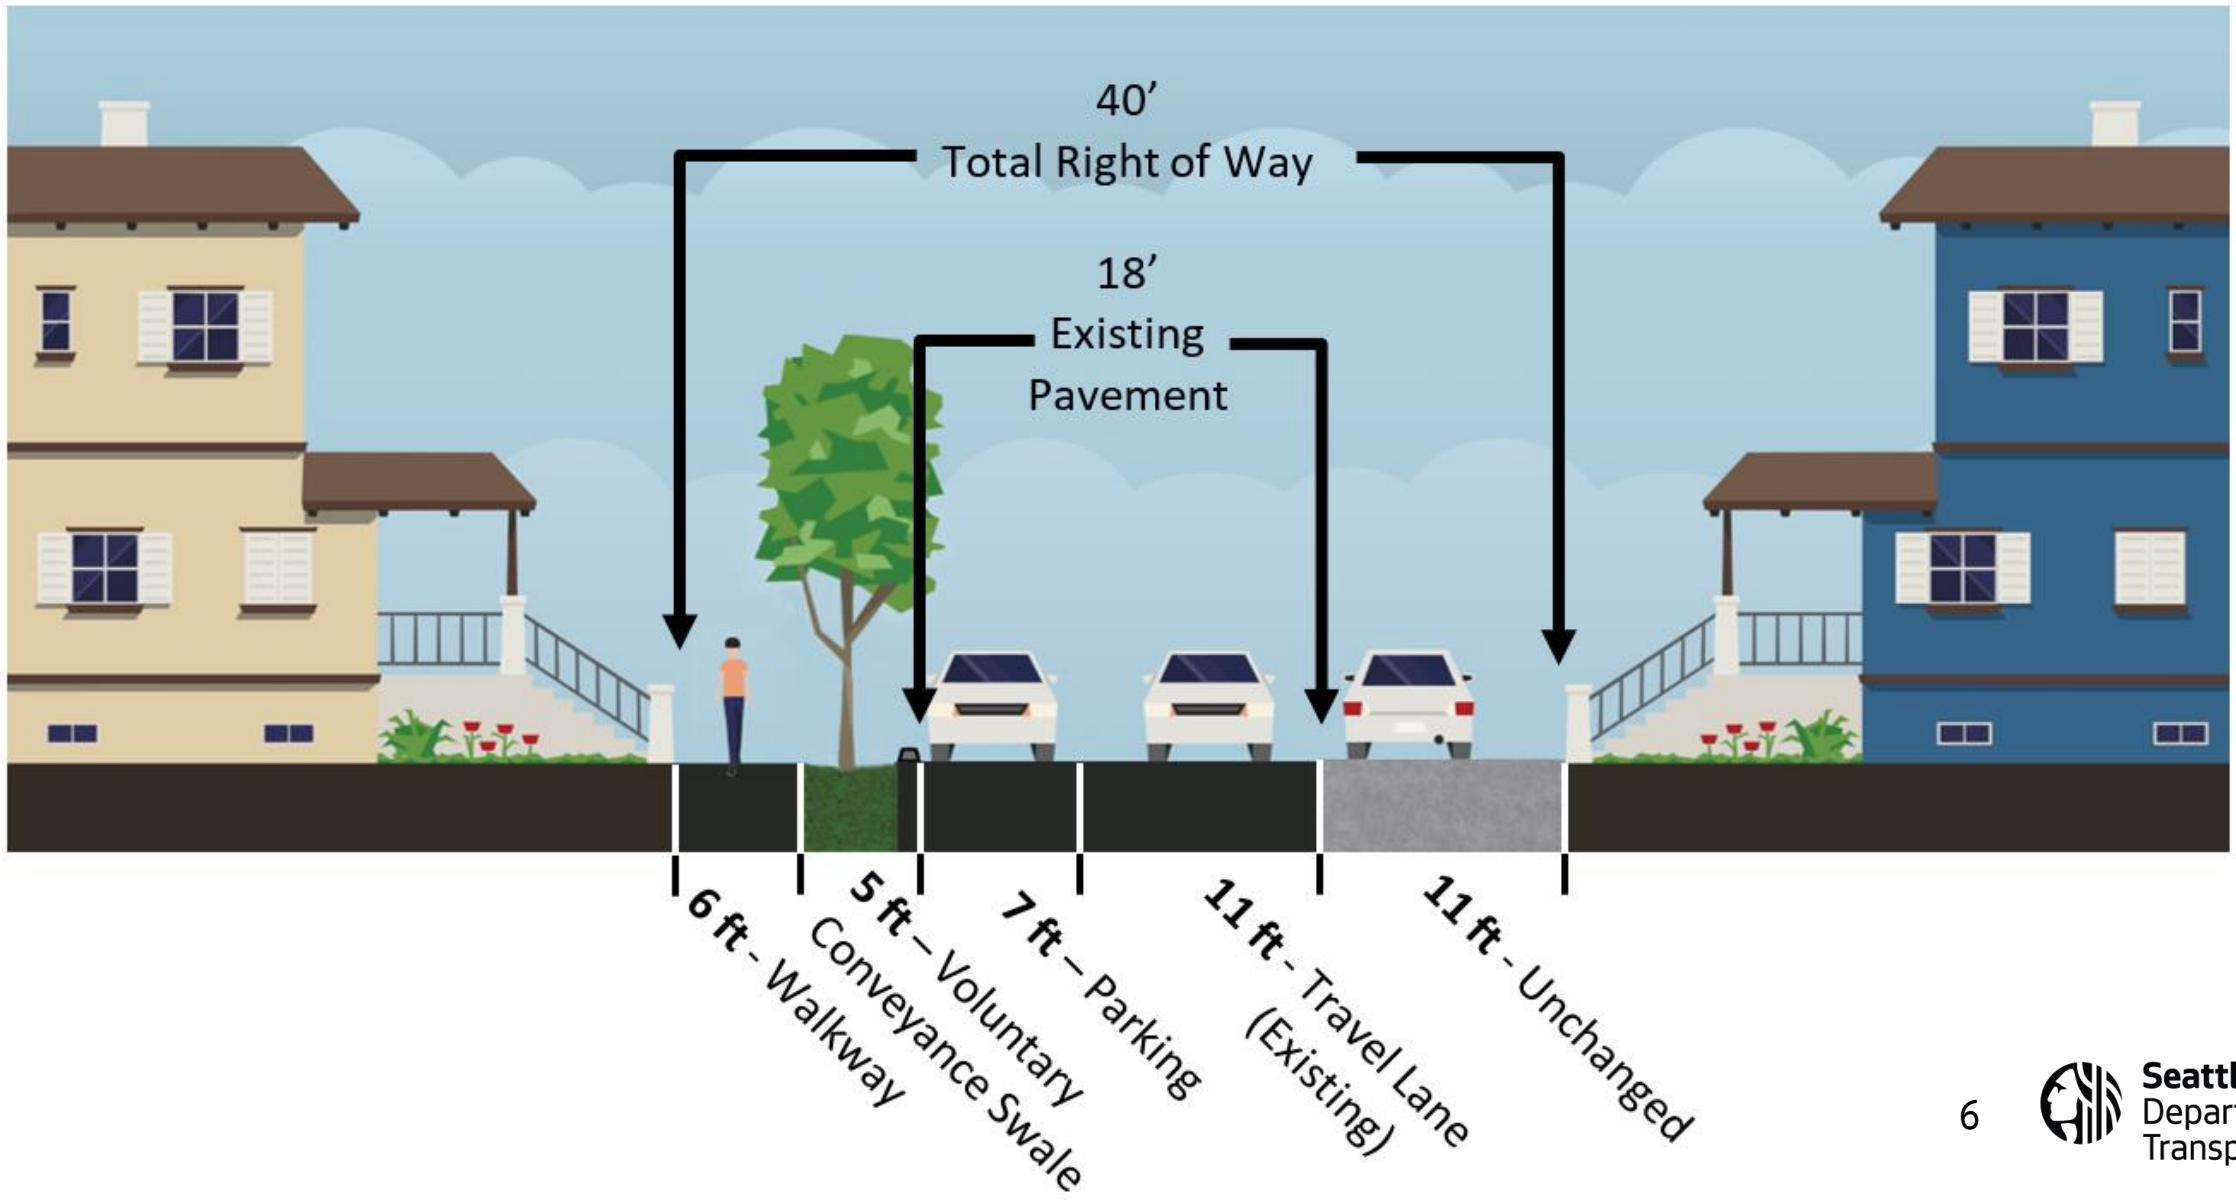 40’
Total Right of Way
18’
Existing
Pavement
6 ft - Walkway
5 ft – Voluntary
Conveyance Swale
7 ft – Parking
11 ft - Travel Lane
(Existing)
11 ft - Unchanged
6
Seattl
Depar
Transp